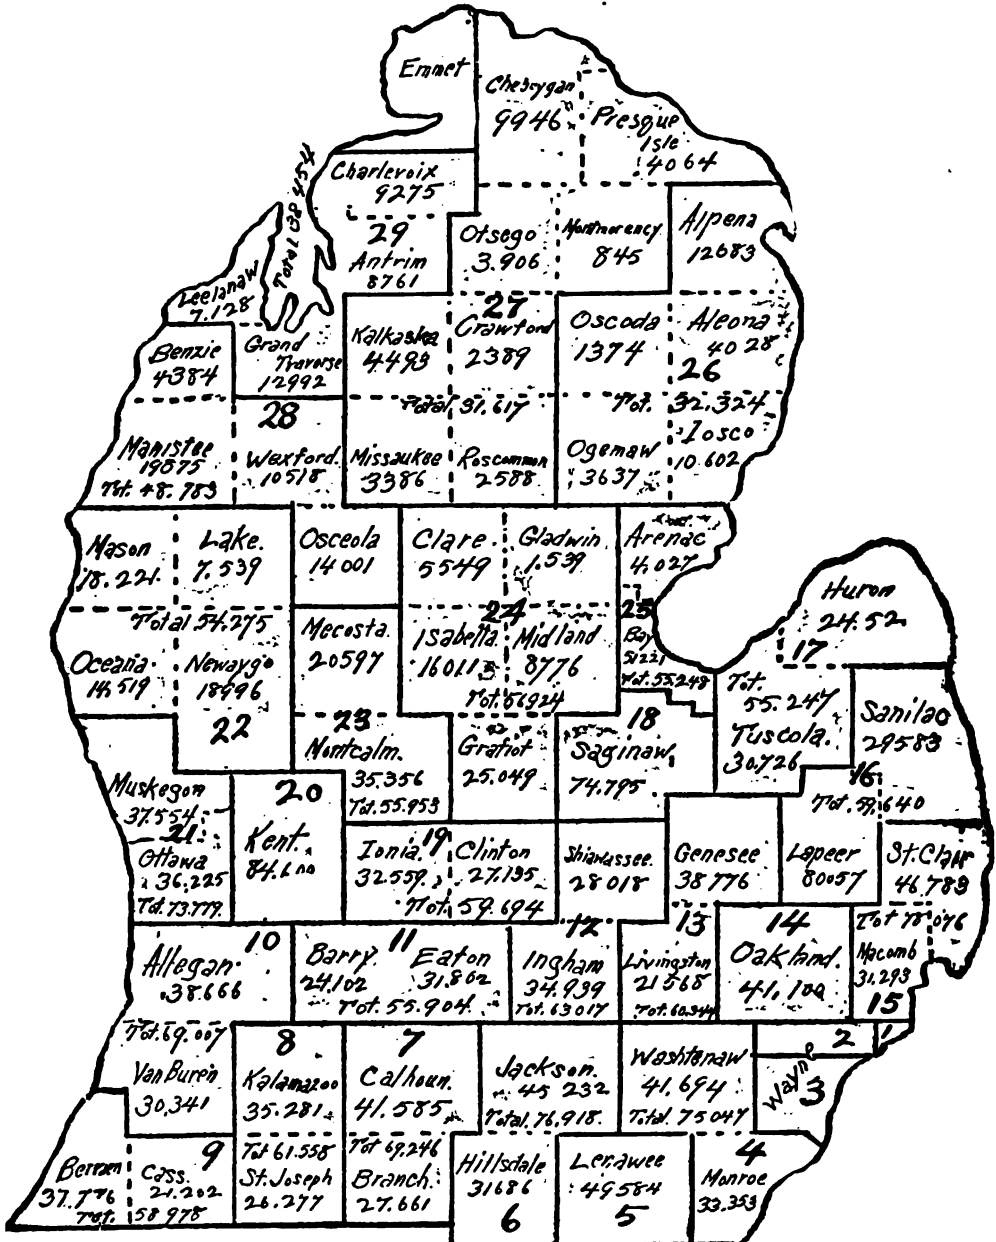 Emmet
Cheboygan
9946
Presque
Isle
4064
Charlevoix
9275
29
Antrim
8761
Total 38 454
Otsego
3.906
Montmorency
845
Alpena
12683
Leelanaw
7.128
Benzie
4384
Grand
Traverse
12992
Kalkaska
4493
27
Crawford
2389
Oscoda
1374
Alcona
4028
26
28
Total 31.617
Tot. 32.324
Manistee
19875
Tot. 48.783
Wexford.
10518
Missaukee
3386
Roscommon
2588
Ogemaw
3637
Iosco
10.602
Mason
18.221.
Lake.
7.539
Osceola
14001
Clare.
5549
Gladwin
1.539
Arenac
4.027
Huron
24.52
17
Total 54.275
Oceana.
14.519
Newaygo
18996
22
Mecosta.
20597
24
Isabella
Midland
8776
Tot. 56924
25
Bay
51221
Tot. 55.248
Tot.
55.247
Tuscola.
30.726
Sanilac
29583
16
Tot. 59.640
23
Montcalm.
35.356
Tot. 55.953
Gratiot
25.049
18
Saginaw
74.795
Muskegon
37.554
21
Ottawa
36.225
Tot. 73.779.
20
Kent.
19
Ionia.
32.559.
Clinton
27.135
Tot. 59.694
Shiawassee.
28018
Genesee
38776
Lapeer
80057
St. Clair
46.783
10
Allegan.
.38.666
11
Barry.
24.102
Eaton
31.802
Tot. 55.904.
12
Ingham
34.939
Tot. 63017
13
Livingston
21568
14
Oakland.
Macomb
31.293
15
Tot. 69.007
Van Buren
30.341
8
Kalamazoo
35.281.
7
Calhoun.
41.585
Jackson.
45 232
Total. 76.918.
Washtenaw
41.694
Total. 75047
2
1
Wayne
3
Berrien
9
Cass.
21.202
Tot.
58 978
Tot 61.558
St. Joseph
26.277
Tot 69.246
Branch.
27.661
Hillsdale
31686
6
Lenawee
49584
5
4
Monroe
33.353